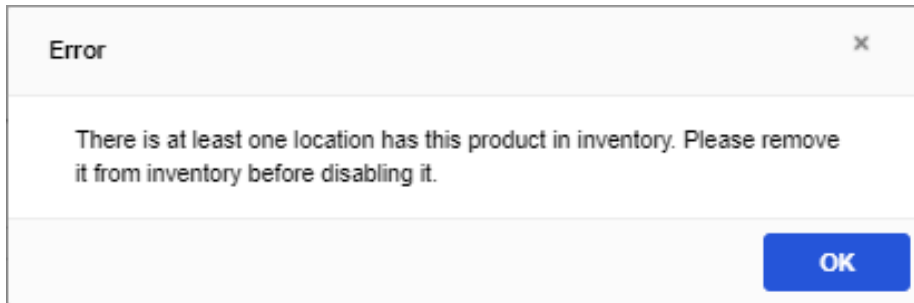 Error
×
There is at least one location has this product in inventory. Please remove
it from inventory before disabling it.
OK